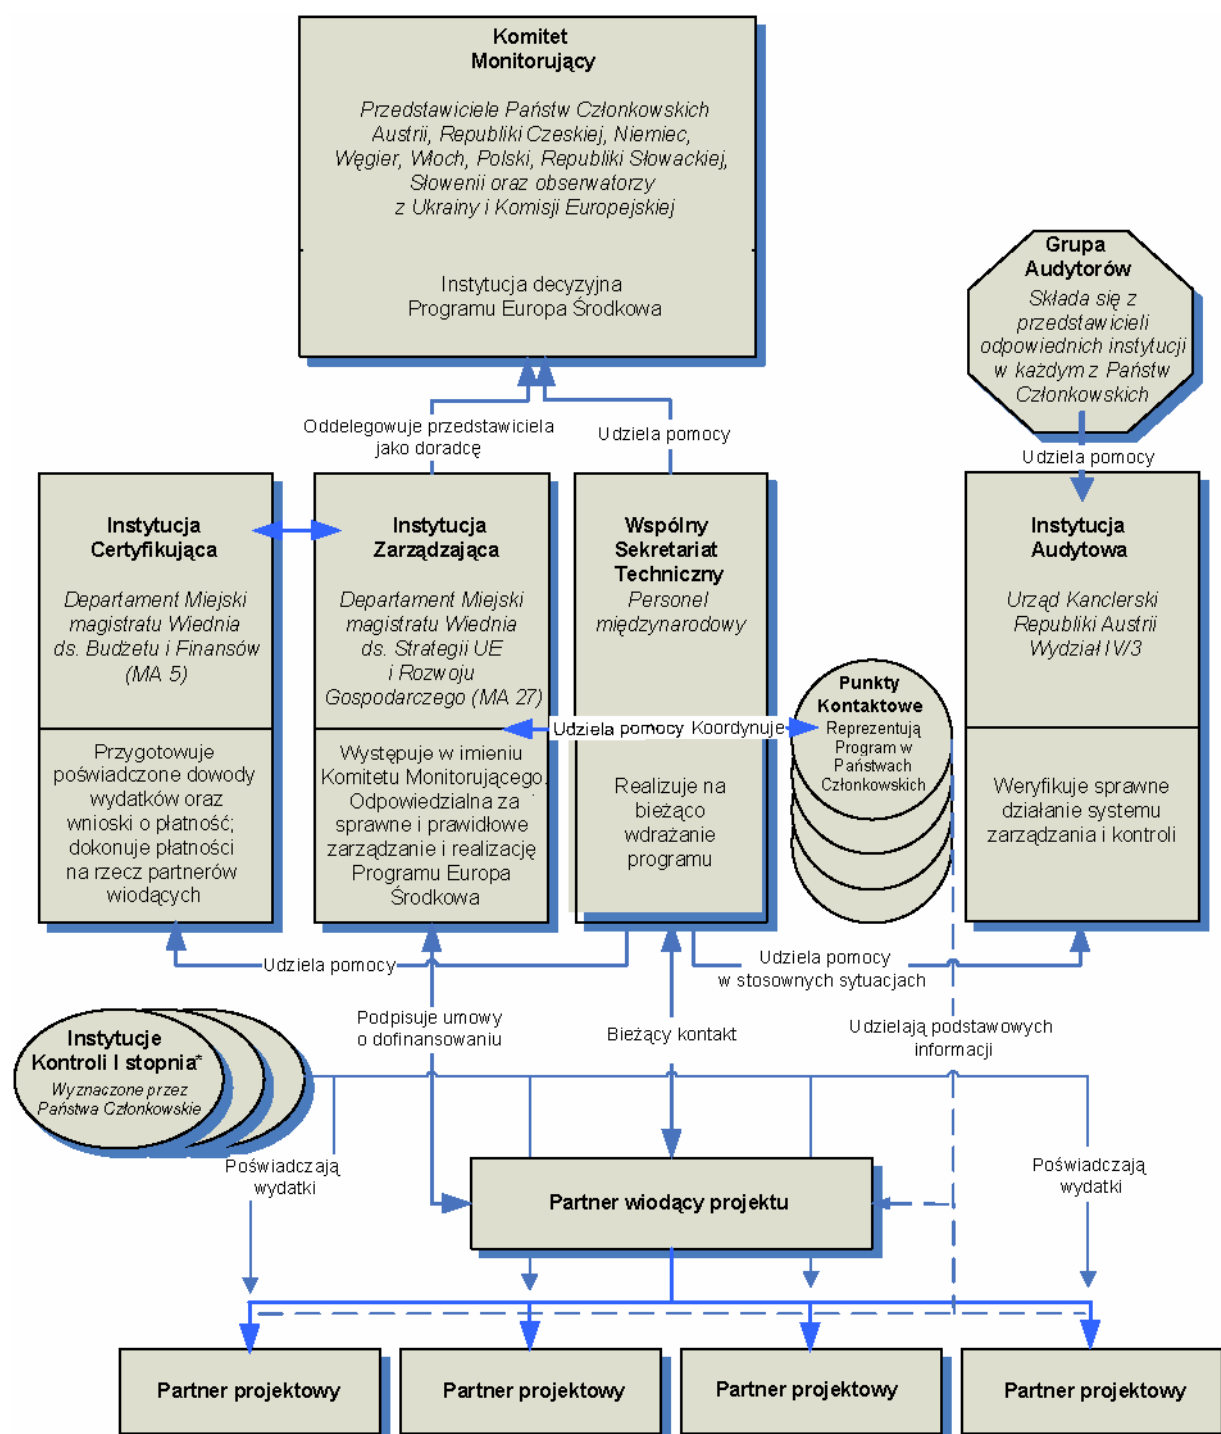 Komitet
Monitorujący
Przedstawiciele Państw Członkowskich
Austrii, Republiki Czeskiej, Niemiec,
Węgier, Włoch, Polski, Republiki Słowackiej,
Słowenii oraz obserwatorzy
z Ukrainy i Komisji Europejskiej
Instytucja decyzyjna
Programu Europa Środkowa
Grupa
Audytorów
Składa się z
przedstawicieli
odpowiednich instytucji
w każdym z Państw
Członkowskich
Oddelegowuje przedstawiciela
jako doradcę
Udziela pomocy
Udziela pomocy
Instytucja
Certyfikująca
Departament Miejski
magistratu Wiednia
ds. Budżetu i Finansów
(MA 5)
Przygotowuje
poświadczone dowody
wydatków oraz
wnioski o płatność;
dokonuje płatności
na rzecz partnerów
wiodących
Instytucja
Zarządzająca
Departament Miejski
magistratu Wiednia
ds. Strategii UE
i Rozwoju
Gospodarczego (MA 27)
Występuje w imieniu
Komitetu Monitorującego.
Odpowiedzialna za
sprawne i prawidłowe
zarządzanie i realizację
Programu Europa
Środkowa
Wspólny
Sekretariat
Techniczny
Personel
międzynarodowy
Udziela pomocy Koordynuje
Realizuje na
bieżąco
wdrażanie
programu
Punkty
Kontaktowe
Reprezentują
Program w
Państwach
Członkowskich
Instytucja
Audytowa
Urząd Kanclerski
Republiki Austrii
Wydział IV/3
Weryfikuje sprawne
działanie systemu
zarządzania i kontroli
Udziela pomocy
Udziela pomocy
w stosownych sytuacjach
Podpisuje umowy
o dofinansowaniu
Bieżący kontakt
Udzielają podstawowych
informacji
Instytucje
Kontroli I stopnia*
Wyznaczone przez
Państwa Członkowskie
Poświadczają
wydatki
Poświadczają
wydatki
Partner wiodący projektu
Partner projektowy
Partner projektowy
Partner projektowy
Partner projektowy